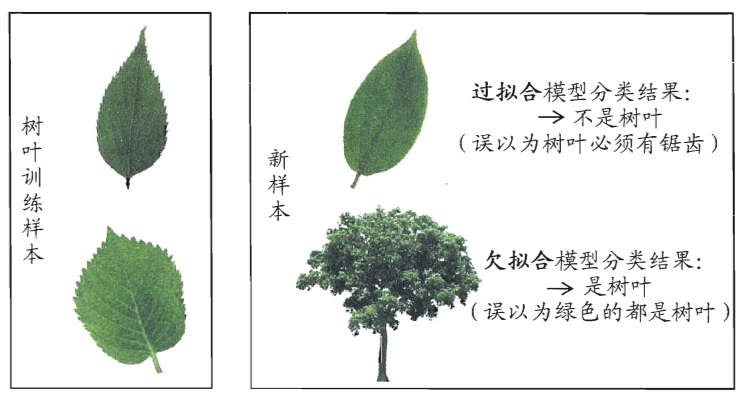 树叶训练样本
新样本
过拟合模型分类结果:
→ 不是树叶
(误以为树叶必须有锯齿)
欠拟合模型分类结果:
→ 是树叶
(误以为绿色的都是树叶)